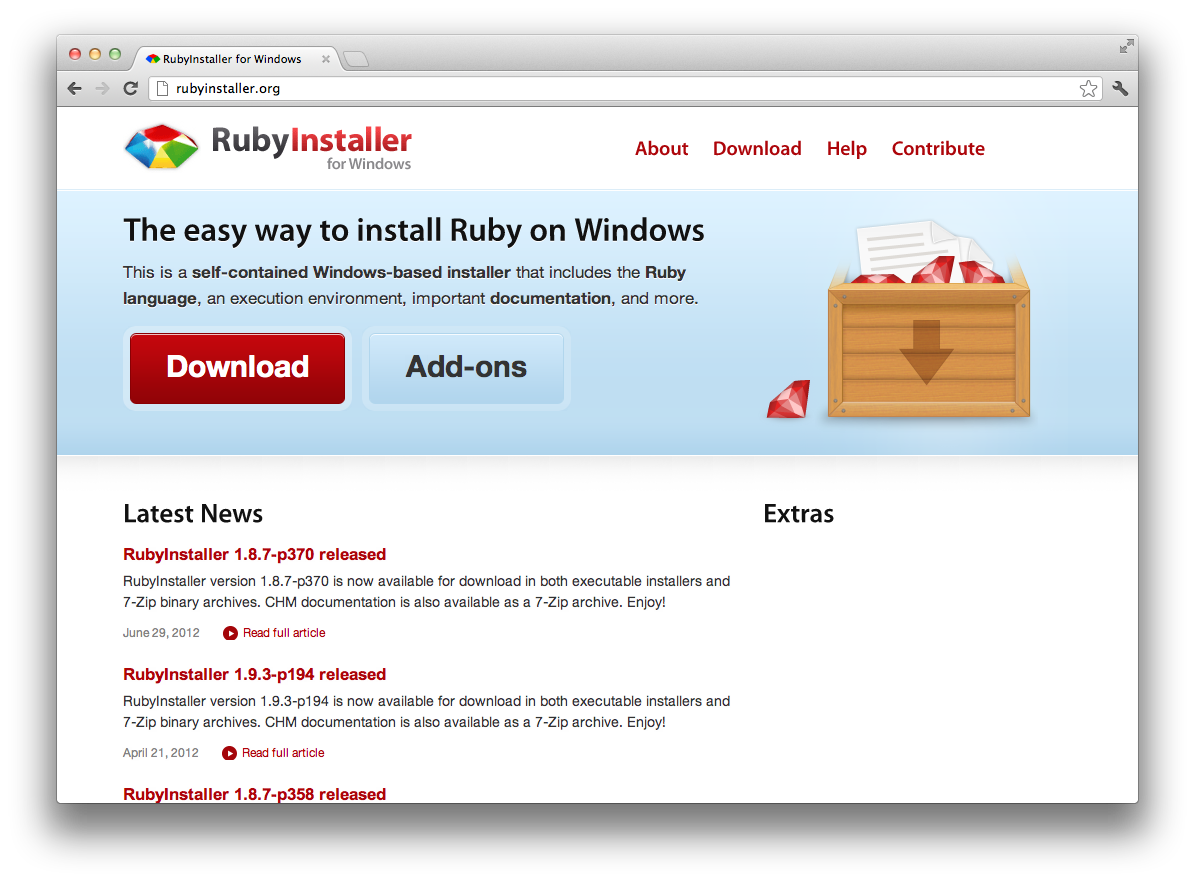 RubyInstaller for Windows
rubyinstaller.org
RubyInstaller
for Windows
About Download Help Contribute
The easy way to install Ruby on Windows
This is a self-contained Windows-based installer that includes the Ruby
language, an execution environment, important documentation, and more.
Download Add-ons
Latest News
RubyInstaller 1.8.7-p370 released
RubyInstaller version 1.8.7-p370 is now available for download in both executable installers and
7-Zip binary archives. CHM documentation is also available as a 7-Zip archive. Enjoy!
June 29, 2012 Read full article
RubyInstaller 1.9.3-p194 released
RubyInstaller version 1.9.3-p194 is now available for download in both executable installers and
7-Zip binary archives. CHM documentation is also available as a 7-Zip archive. Enjoy!
April 21, 2012 Read full article
RubyInstaller 1.8.7-p358 released
Extras